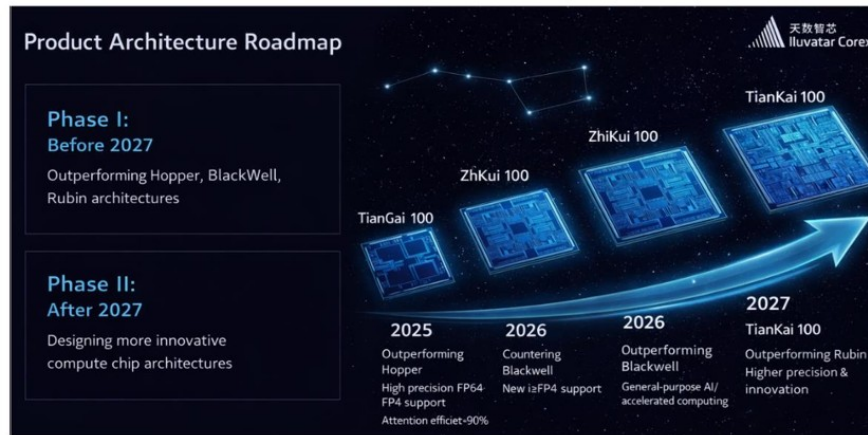 Product Architecture Roadmap
天数智芯
Iluvatar Corex
Phase I:
Before 2027
Outperforming Hopper, BlackWell,
Rubin architectures
Phase II:
After 2027
Designing more innovative
compute chip architectures
TianGai 100
ZhKui 100
ZhiKui 100
TianKai 100
2025
Outperforming
Hopper
High precision FP64-
FP4 support
Attention efficiet-90%
2026
Countering
Blackwell
New i≥FP4 support
2026
Outperforming
Blackwell
General-purpose AI/
accelerated computing
2027
TianKai 100
Outperforming Rubin
Higher precision &
innovation